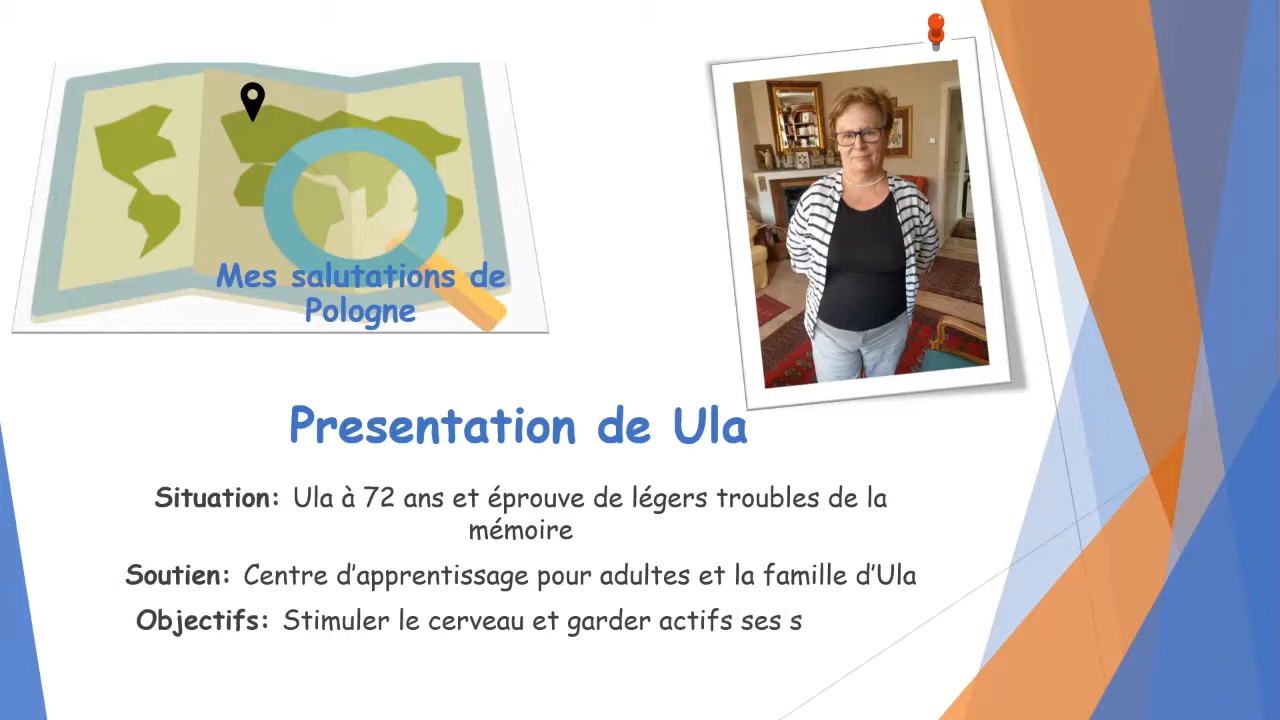 Mes salutations de
Pologne
Presentation de Ula
Situation: Ula à 72 ans et éprouve de légers troubles de la
mémoire
Soutien: Centre d’apprentissage pour adultes et la famille d’Ula
Objectifs: Stimuler le cerveau et garder actifs ses s